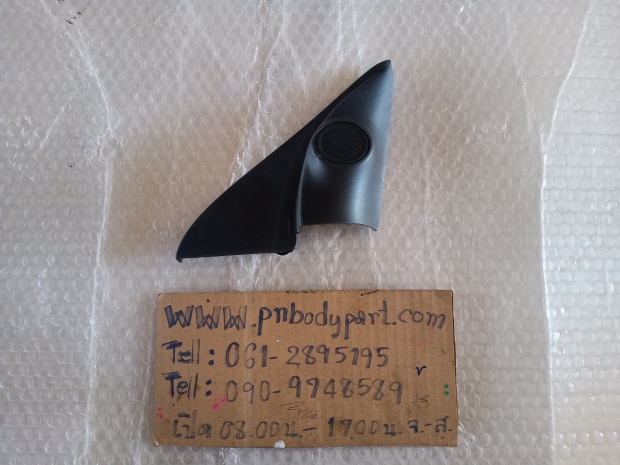 www.pnbodypart.com
Tell : 061-2895195
Tell : 090-9748589
เปิด 08.00น.-17.00น. จ.-ส.